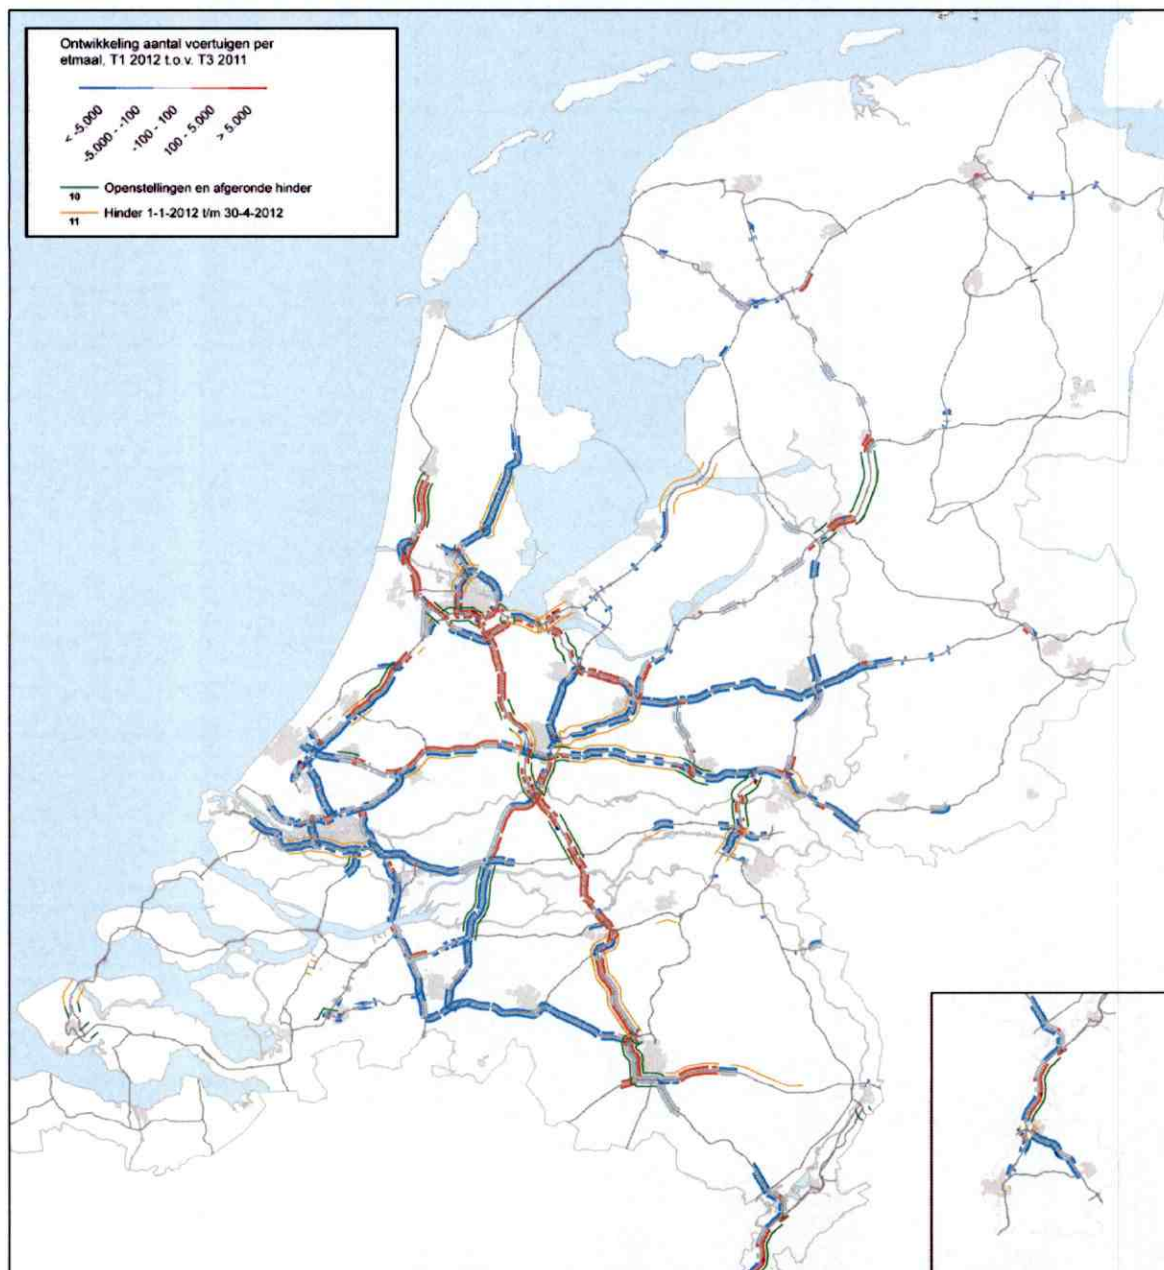 Ontwikkeling aantal voertuigen per
etmaal, T1 2012 t.o.v. T3 2011
< -5.000
-5.000 - -100
-100 - 100
100 - 5.000
> 5.000
10 Openstellingen en afgeronde hinder
11 Hinder 1-1-2012 t/m 30-4-2012